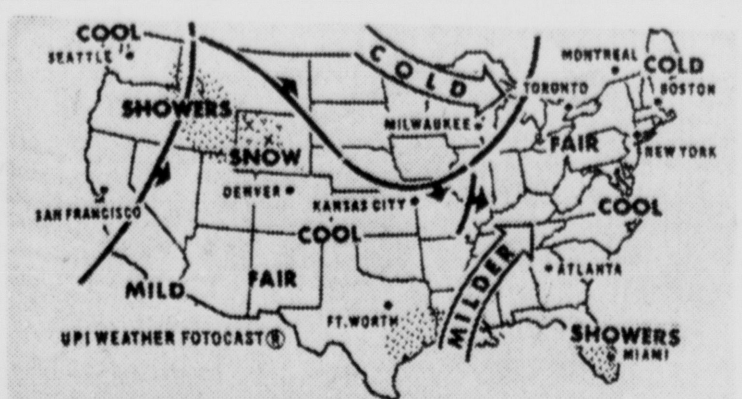 COOL
SEATTLE
COLD
MONTREAL
COLD
TORONTO
BOSTON
SHOWERS
MILWAUKEE
FAIR
NEW YORK
SNOW
DENVER
KANSAS CITY
SAN FRANCISCO
COOL
COOL
MILD
FAIR
MILDER
ATLANTA
FT. WORTH
UPI WEATHER FOTOCAST ®
SHOWERS
MIAMI